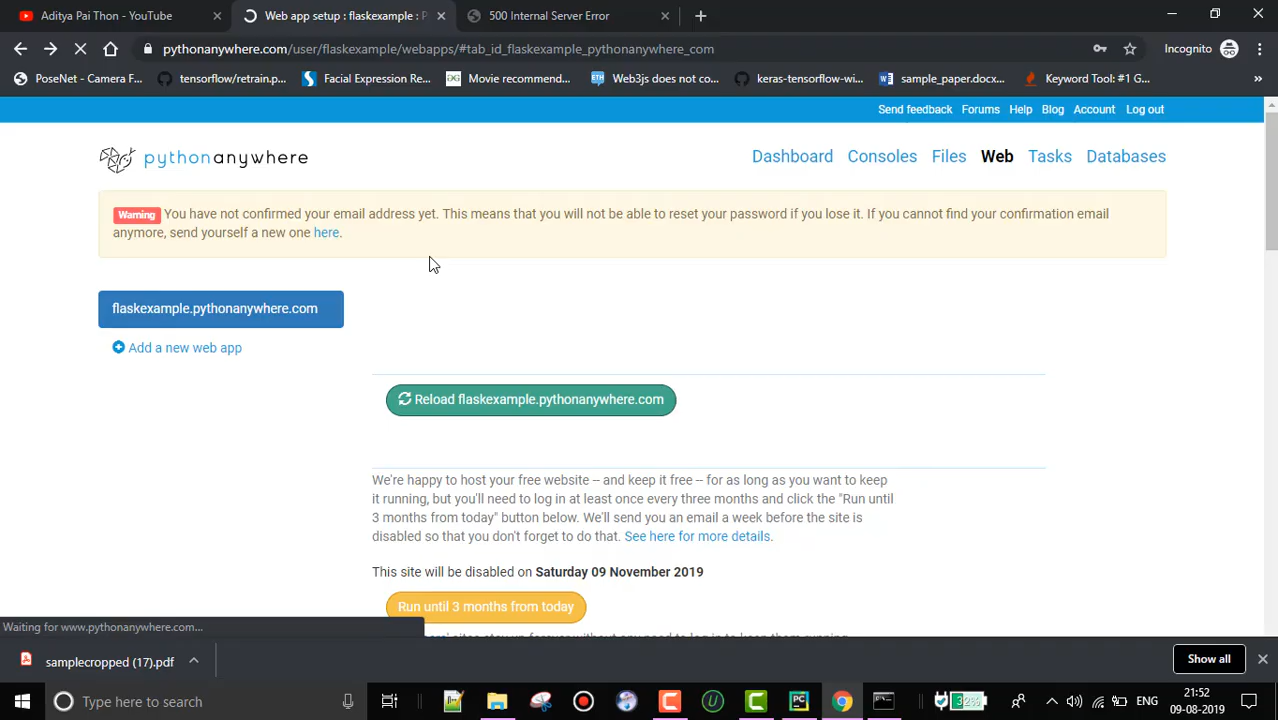 Aditya Pai Thon - YouTube
Web app setup : flaskexample : P
500 Internal Server Error
pythonanywhere.com/user/flaskexample/webapps/#tab_id_flaskexample_pythonanywhere_com
Incognito
PoseNet - Camera F...
tensorflow/retrain.p...
Facial Expression Re...
Movie recommend...
Web3js does not co...
keras-tensorflow-wi...
sample_paper.docx...
Keyword Tool: #1 G...
Send feedback Forums Help Blog Account Log out
pythonanywhere
Dashboard Consoles Files Web Tasks Databases
Warning You have not confirmed your email address yet. This means that you will not be able to reset your password if you lose it. If you cannot find your confirmation email
anymore, send yourself a new one here.
flaskexample.pythonanywhere.com
Add a new web app
Reload flaskexample.pythonanywhere.com
We're happy to host your free website -- and keep it free -- for as long as you want to keep
it running, but you'll need to log in at least once every three months and click the "Run until
3 months from today" button below. We'll send you an email a week before the site is
disabled so that you don't forget to do that. See here for more details.
This site will be disabled on Saturday 09 November 2019
Run until 3 months from today
Waiting for www.pythonanywhere.com...
samplecropped (17).pdf
Show all
Type here to search
32%
ENG
21:52
09-08-2019